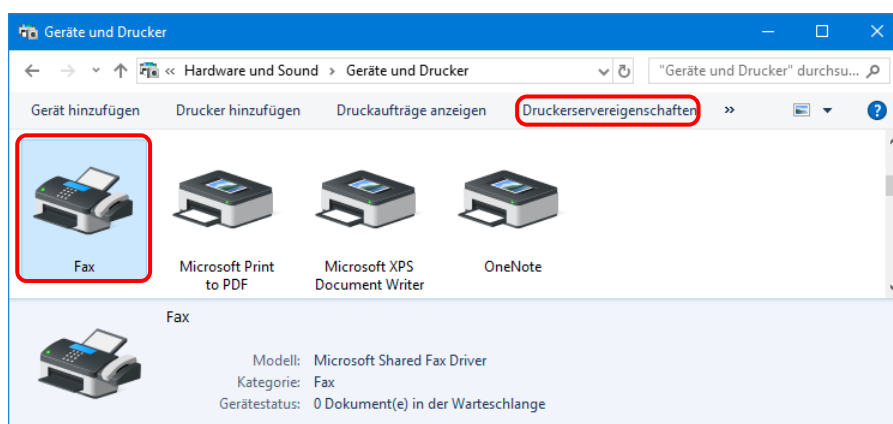 Geräte und Drucker
« Hardware und Sound > Geräte und Drucker
"Geräte und Drucker" durchsu...
Gerät hinzufügen Drucker hinzufügen Druckaufträge anzeigen Druckerservereigenschaften »
Fax
Microsoft Print
to PDF
Microsoft XPS
Document Writer
OneNote
Fax
Modell: Microsoft Shared Fax Driver
Kategorie: Fax
Gerätestatus: 0 Dokument(e) in der Warteschlange